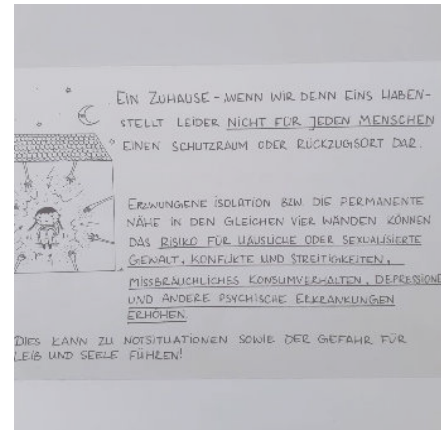 EIN ZUHAUSE - WENN WIR DENN EINS HABEN -
STELLT LEIDER NICHT FÜR JEDEN MENSCHEN
EINEN SCHUTZRAUM ODER RÜCKZUGSORT DAR.
ERZWUNGENE ISOLATION BZW DIE PERMANENTE
NÄHE IN DEN GLEICHEN VIER WÄNDEN KÖNNEN
DAS RISIKO FÜR HÄUSLICHE ODER SEXUALISIERTE
GEWALT, KONFLIKTE UND STREITIGKEITEN,
MISSBRÄUCHLICHES KONSUMVERHALTEN, DEPRESSIONE
UND ANDERE PSYCHISCHE ERKRANKUNGEN
ERHÖHEN.
DIES KANN ZU NOTSITUATIONEN SOWIE DER GEFAHR FÜR
LEIB UND SEELE FÜHREN!